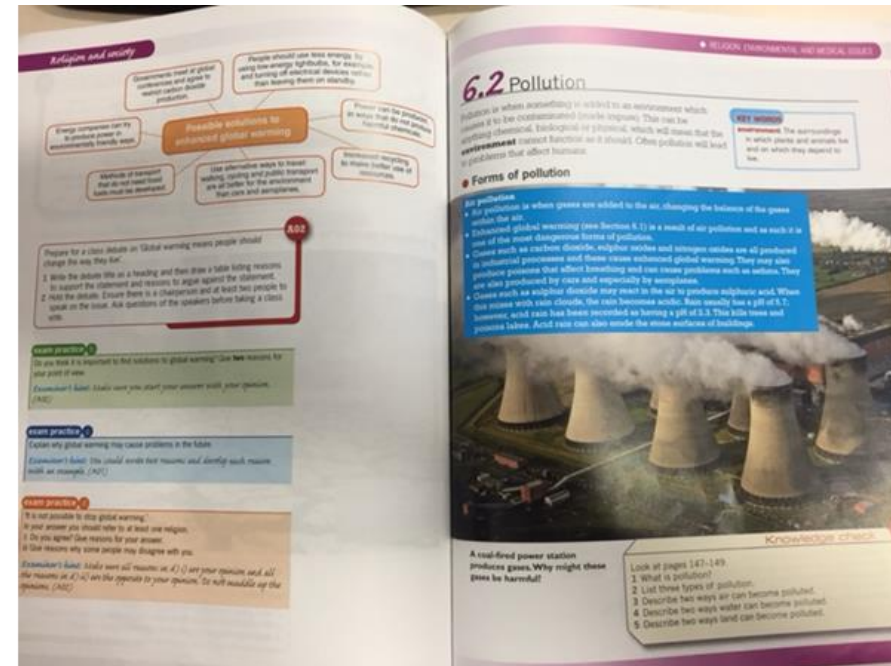 Religion and society
Governments meet at global
conferences and agree to
restrict carbon dioxide
production.
People should use less energy, by
using low-energy lightbulbs, for example,
and turning off electrical devices rather
than leaving them on standby.
Energy companies can try
to produce power in
environmentally friendly ways.
Possible solutions to
enhanced global warming
Power can be produced
in ways that do not produce
harmful chemicals.
Methods of transport
that do not need fossil
fuels must be developed.
Use alternative ways to travel:
walking, cycling and public transport
are all better for the environment
than cars and aeroplanes.
recycling
to make better use of
resources.
AO2
Prepare for a class debate on 'Global warming means people should
change the way they live'.
1 Write the debate title as a heading and then draw a table listing reasons
to support the statement and reasons to argue against the statement.
2 Hold the debate. Ensure there is a chairperson and at least two people to
speak on the issue. Ask questions of the speakers before taking a class
vote.
exam practice
Do you think it is important to find solutions to global warming? Give two reasons for
your point of view.
Examiner's hint: Make sure you start your answer with your opinion.
(AO2)
exam practice
Explain why global warming may cause problems in the future.
Examiner's hint: You could write two reasons and develop each reason
with an example. (AO1)
exam practice
'It is not possible to stop global warming.'
In your answer you should refer to at least one religion.
i) Do you agree? Give reasons for your answer.
ii) Give reasons why some people may disagree with you.
Examiner's hint: Make sure all reasons in d) i) are your opinion and all
the reasons in d) ii) are the opposite to your opinion. Do not muddle up the
opinions. (AO2)
RELIGION: ENVIRONMENTAL AND MEDICAL ISSUES
6.2 Pollution
Pollution is when something is added to an environment which
causes it to be contaminated (made impure). This can be
anything chemical, biological or physical, which will mean that the
environment cannot function as it should. Often pollution will lead
to problems that affect humans.
KEY WORDS
environment The surroundings
in which plants and animals live
and on which they depend to
live.
Forms of pollution
Air pollution
• Air pollution is when gases are added to the air, changing the balance of the gases
within the air.
• Enhanced global warming (see Section 6.1) is a result of air pollution and as such it is
one of the most dangerous forms of pollution.
• Gases such as carbon dioxide, sulphur oxides and nitrogen oxides are all produced
in industrial processes and these cause enhanced global warming. They may also
produce poisons that affect breathing and can cause problems such as asthma. They
are also produced by cars and especially by aeroplanes.
• Gases such as sulphur dioxide may react in the air to produce sulphuric acid. When
this mixes with rain clouds, the rain becomes acidic. Rain usually has a pH of 5.7;
however, acid rain has been recorded as having a pH of 2.3. This kills trees and
poisons lakes. Acid rain can also erode the stone surfaces of buildings.
A coal-fired power station
produces gases. Why might these
gases be harmful?
Knowledge check
Look at pages 147–149.
1 What is pollution?
2 List three types of pollution.
3 Describe two ways air can become polluted.
4 Describe two ways water can become polluted.
5 Describe two ways land can become polluted.